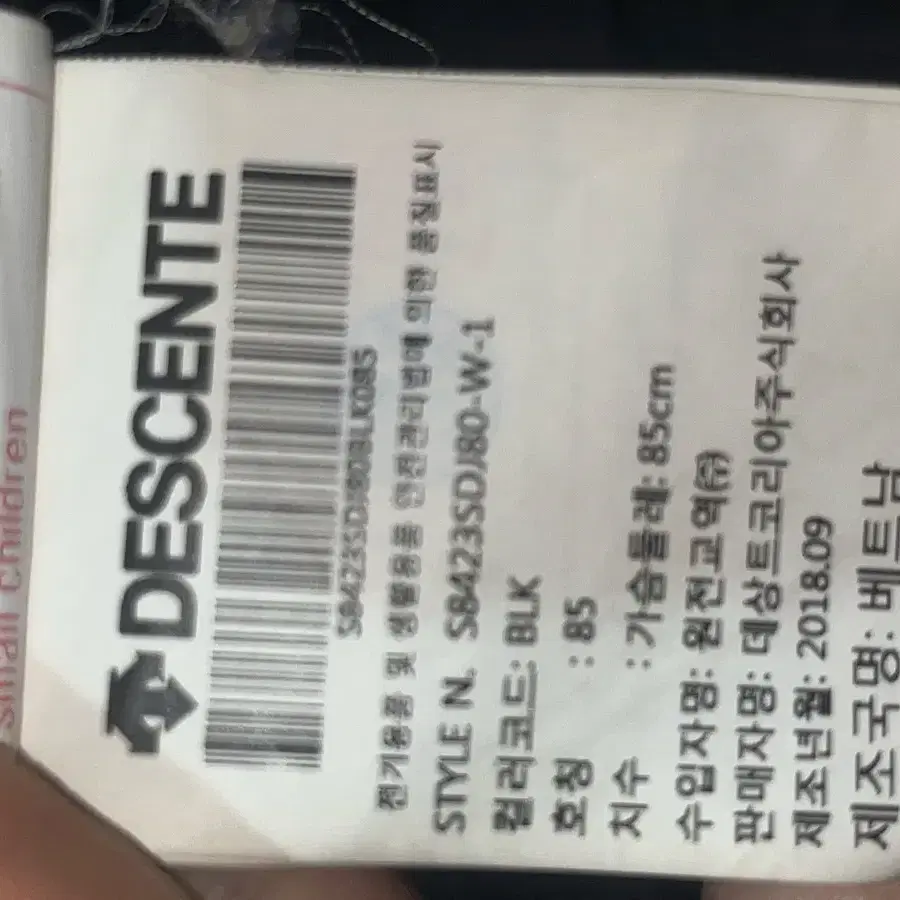 small children
DESCENTE
S8423SDJ80BLK085
전기용품 및 생활용품 안전관리법에 의한 품질표시
STYLE N. S8423SDJ80-W-1
컬러코드: BLK
호칭 : 85
치수 : 가슴둘레: 85cm
수입자명: 원전교역㈜
판매자명: 데상트코리아주식회사
제조년월: 2018.09
제조국명: 베트남